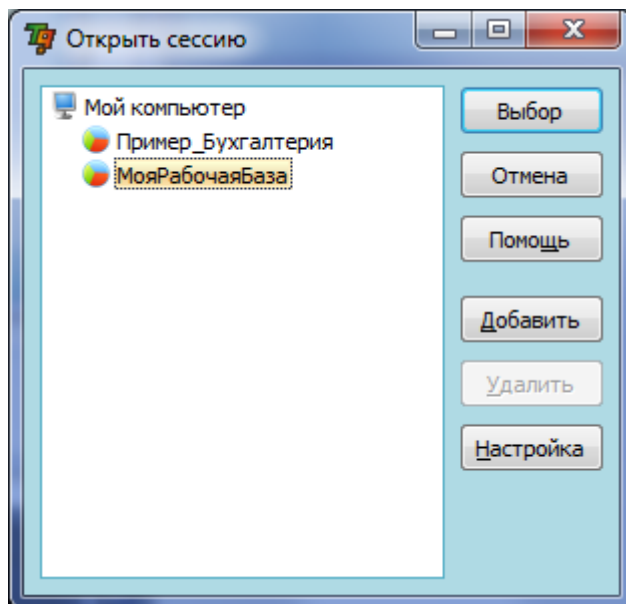 Открыть сессию
Мой компьютер
Пример_Бухгалтерия
МояРабочаяБаза
Выбор
Отмена
Помощь
Добавить
Удалить
Настройка